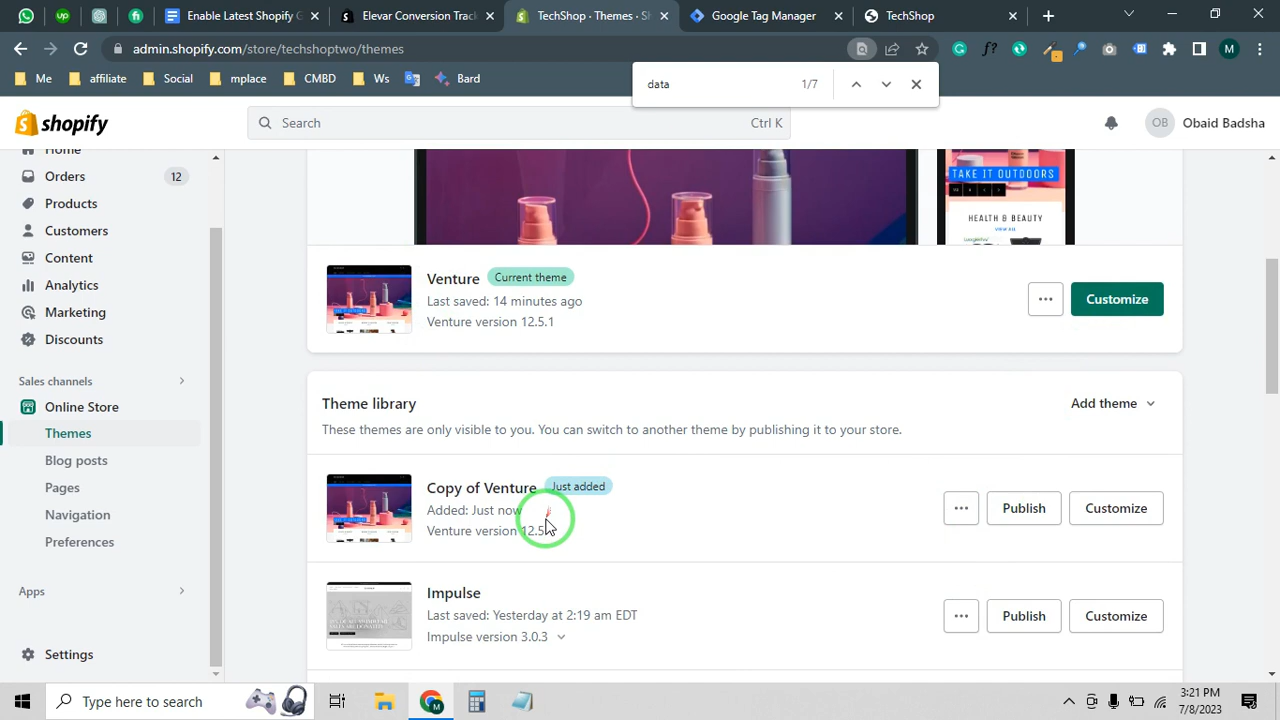 Enable Latest Shopify G
Elevar Conversion Tracking
TechShop · Themes · S
Google Tag Manager
TechShop
admin.shopify.com/store/techshoptwo/themes
Me
affiliate
Social
mplace
CMBD
Ws
Bard
data
1/7
shopify
Search
Ctrl K
OB
Obaid Badsha
Home
Orders
12
Products
Customers
Content
Analytics
Marketing
Discounts
Sales channels
Online Store
Themes
Blog posts
Pages
Navigation
Preferences
Apps
Settings
TAKE IT OUTDOORS
HEALTH & BEAUTY
VIEW ALL
Venture
Current theme
Last saved: 14 minutes ago
Venture version 12.5.1
Customize
Theme library
Add theme
These themes are only visible to you. You can switch to another theme by publishing it to your store.
Copy of Venture
Just added
Added: Just now
Venture version 12.5
Publish
Customize
Impulse
Last saved: Yesterday at 2:19 am EDT
Impulse version 3.0.3
Publish
Customize
Type here to search
3:21 PM
7/8/2023